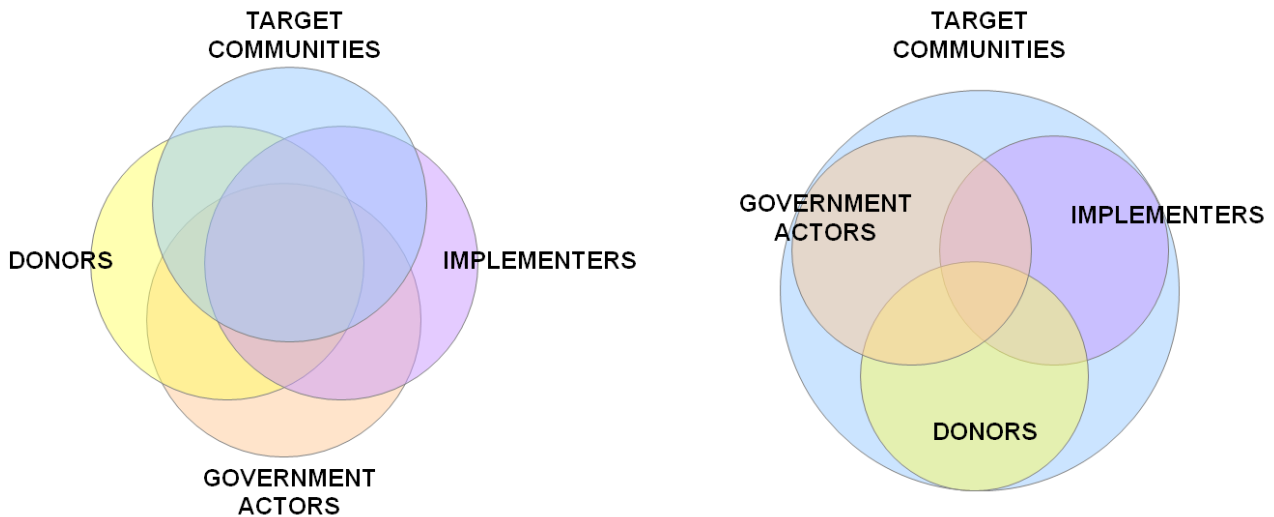 TARGET
COMMUNITIES
DONORS
IMPLEMENTERS
GOVERNMENT
ACTORS
TARGET
COMMUNITIES
GOVERNMENT
ACTORS
IMPLEMENTERS
DONORS